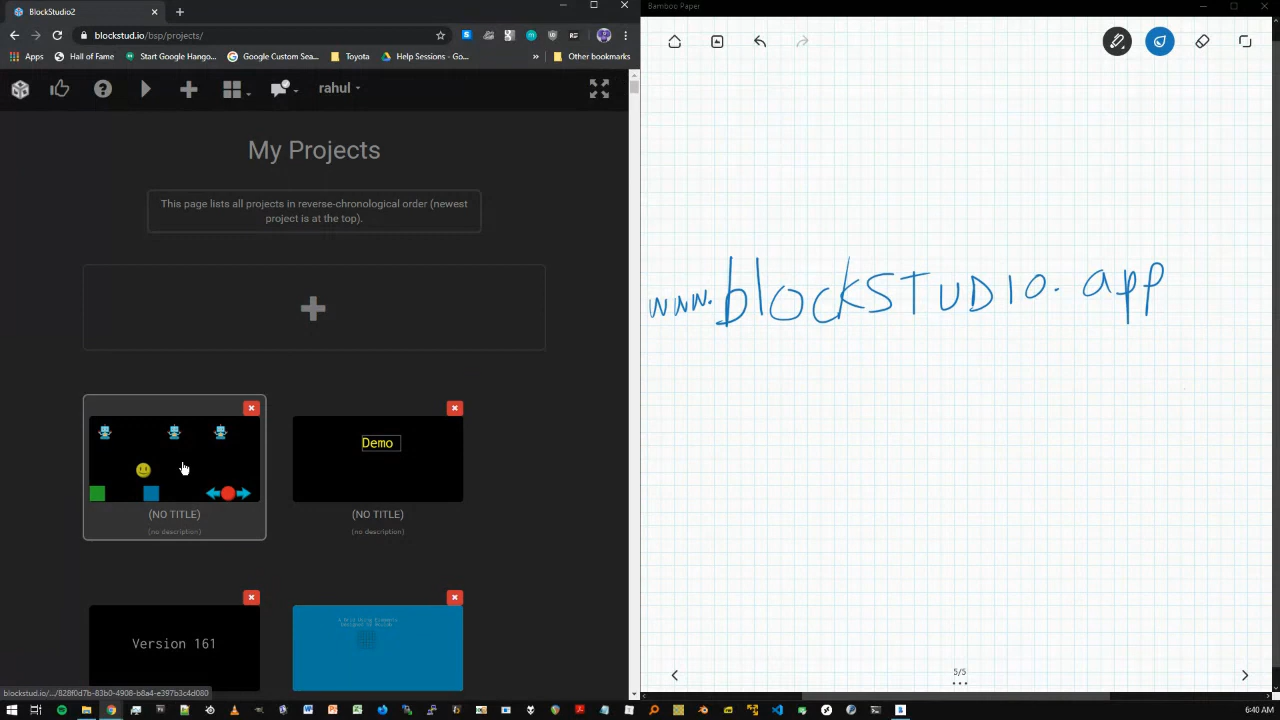 BlockStudio2
Bamboo Paper
blockstud.io/bsp/projects/
Apps
Hall of Fame
Start Google Hango...
Google Custom Sea...
Toyota
Help Questions Vide...
»
Other bookmarks
rahul
My Projects
This page lists all projects in reverse-chronological order (newest
project is at the top).
www.blockSTUDIO.app
Demo
(NO TITLE)
(no description)
(NO TITLE)
(no description)
Version 161
5/5
6:40 AM